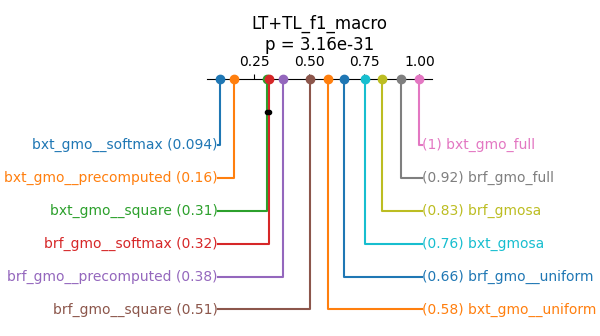 LT+TL_f1_macro
p = 3.16e-31
0.25 0.50 0.75 1.00
bxt_gmo__softmax (0.094) (1) bxt_gmo_full
bxt_gmo__precomputed (0.16) (0.92) brf_gmo_full
bxt_gmo__square (0.31) (0.83) brf_gmosa
brf_gmo__softmax (0.32) (0.76) bxt_gmosa
brf_gmo__precomputed (0.38) (0.66) brf_gmo__uniform
brf_gmo__square (0.51) (0.58) bxt_gmo__uniform